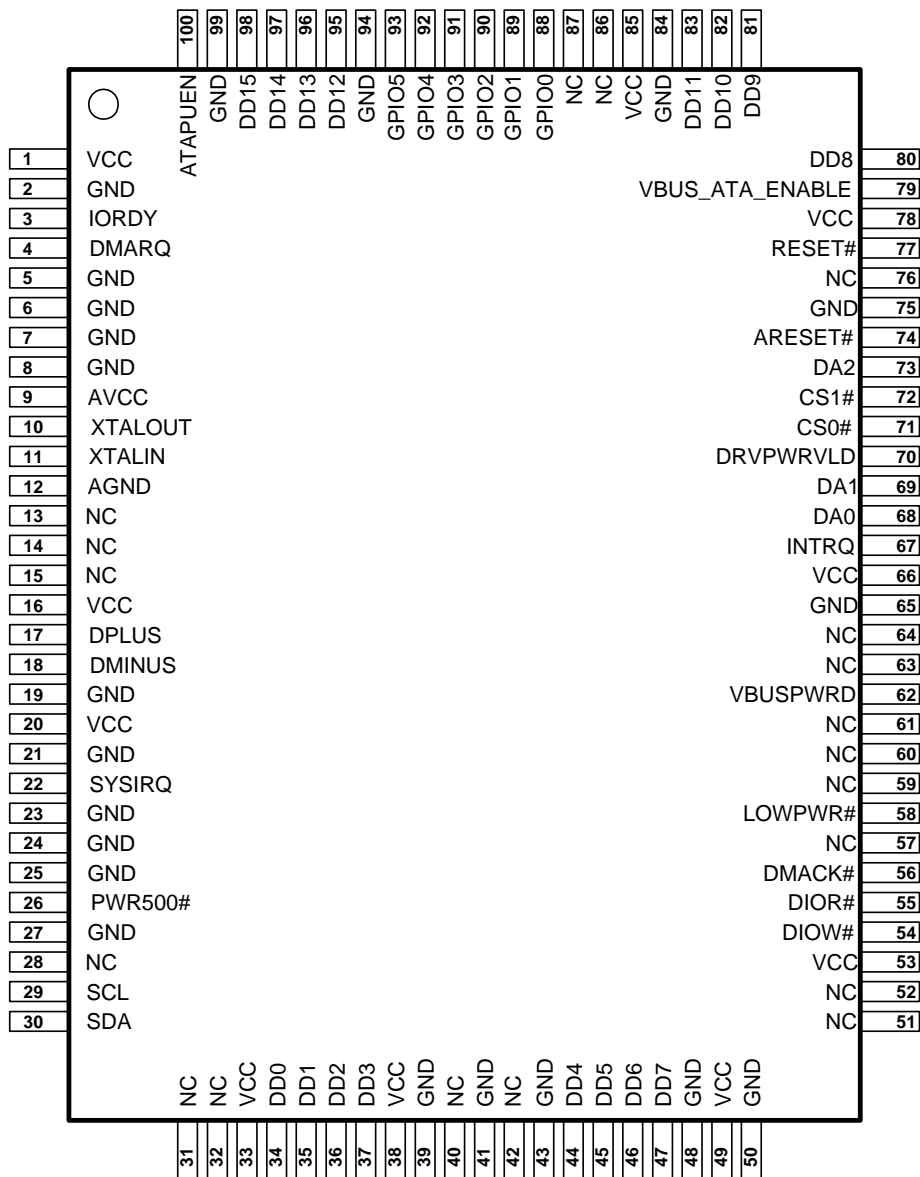 100 99 98 97 96 95 94 93 92 91 90 89 88 87 86 85 84 83 82 81
ATAPUEN GND DD15 DD14 DD13 DD12 GND GPIO5 GPIO4 GPIO3 GPIO2 GPIO1 GPIO0 NC NC VCC GND DD11 DD10 DD9
1 VCC DD8 80
2 GND VBUS_ATA_ENABLE 79
3 IORDY VCC 78
4 DMARQ RESET# 77
5 GND NC 76
6 GND GND 75
7 GND ARESET# 74
8 GND DA2 73
9 AVCC CS1# 72
10 XTALOUT CS0# 71
11 XTALIN DRVPWRVLD 70
12 AGND DA1 69
13 NC DA0 68
14 NC INTRQ 67
15 NC VCC 66
16 VCC GND 65
17 DPLUS NC 64
18 DMINUS NC 63
19 GND VBUSPWRD 62
20 VCC NC 61
21 GND NC 60
22 SYSIRQ NC 59
23 GND LOWPWR# 58
24 GND NC 57
25 GND DMACK# 56
26 PWR500# DIOR# 55
27 GND DIOW# 54
28 NC VCC 53
29 SCL NC 52
30 SDA NC 51
NC NC VCC DD0 DD1 DD2 DD3 VCC GND NC GND NC GND DD4 DD5 DD6 DD7 GND VCC GND
31 32 33 34 35 36 37 38 39 40 41 42 43 44 45 46 47 48 49 50